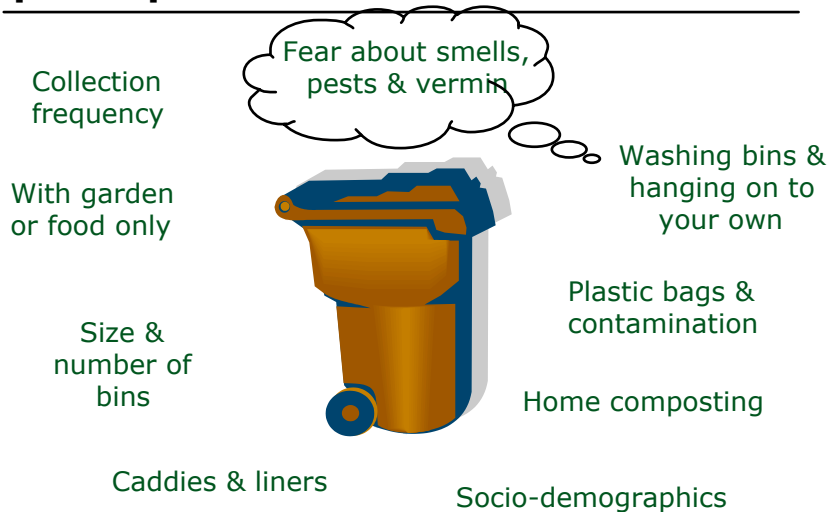 Fear about smells,
pests & vermin
Collection
frequency
Washing bins &
hanging on to
your own
With garden
or food only
Plastic bags &
contamination
Size &
number of
bins
Home composting
Caddies & liners
Socio-demographics